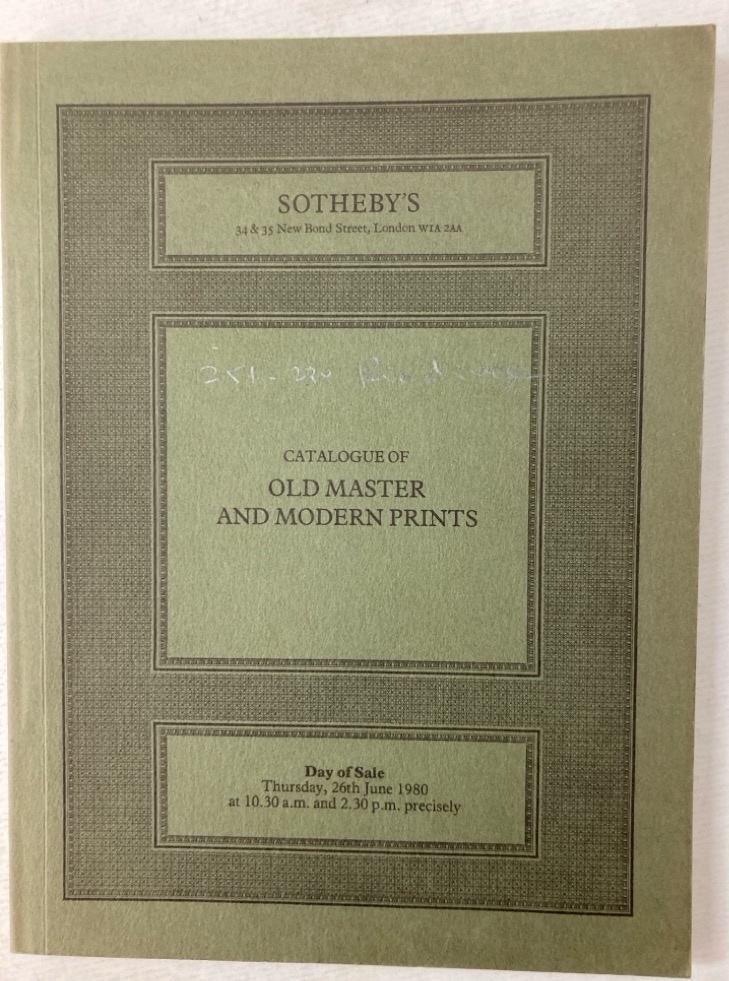 SOTHEBY'S
34 & 35 New Bond Street, London W1A 2AA
CATALOGUE OF
OLD MASTER
AND MODERN PRINTS
Day of Sale
Thursday, 26th June 1980
at 10.30 a.m. and 2.30 p.m. precisely